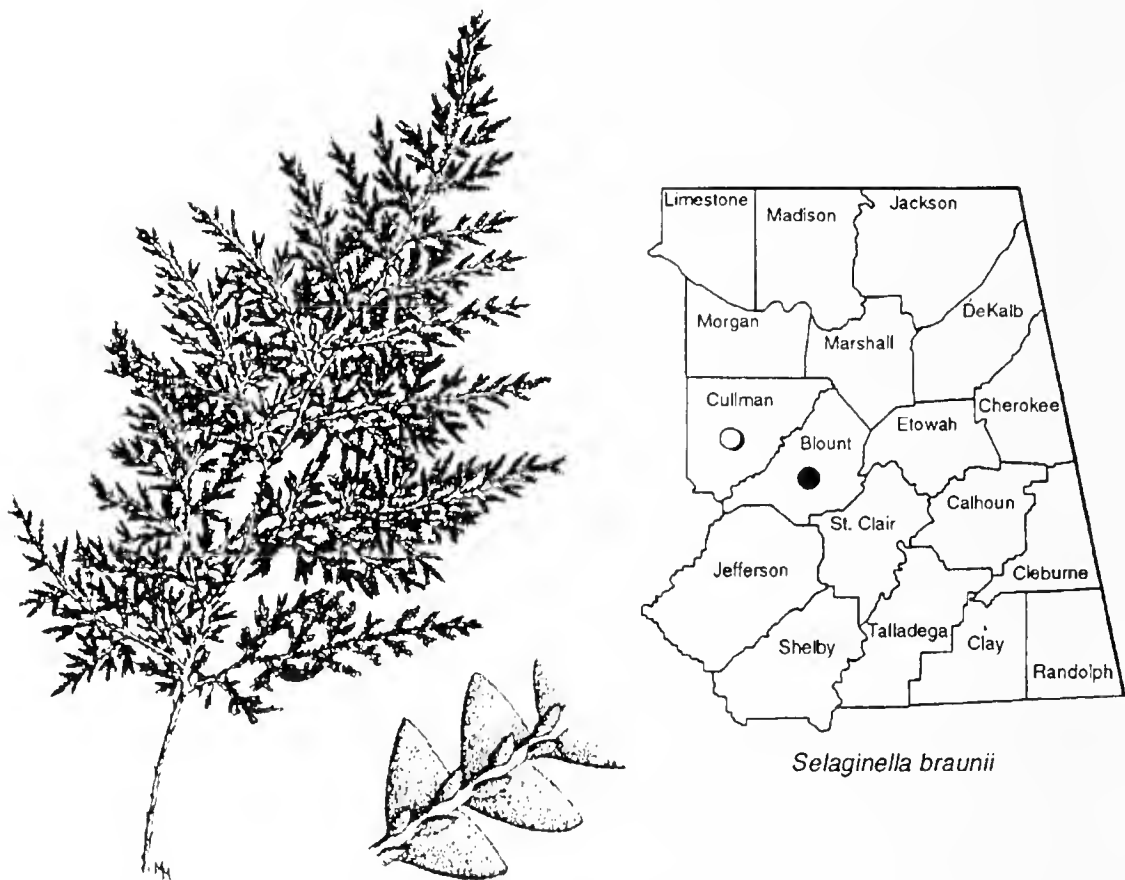 Limestone
Madison
Jackson
Morgan
Marshall
DeKalb
Cullman
Blount
Etowah
Cherokee
St. Clair
Calhoun
Jefferson
Cleburne
Shelby
Talladega
Clay
Randolph
Selaginella braunii
MH